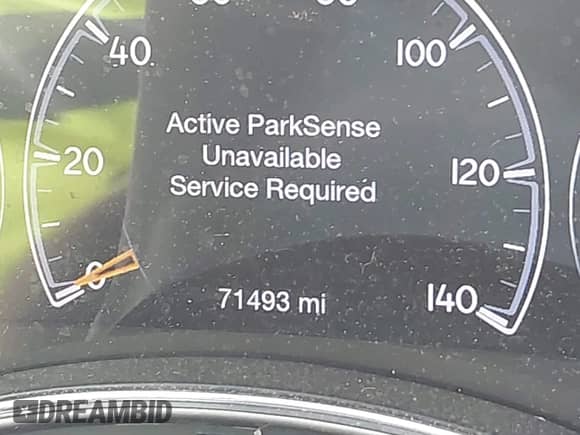 40
100
Active ParkSense
Unavailable
20
120
Service Required
0
71493 mi
140
DREAMBID